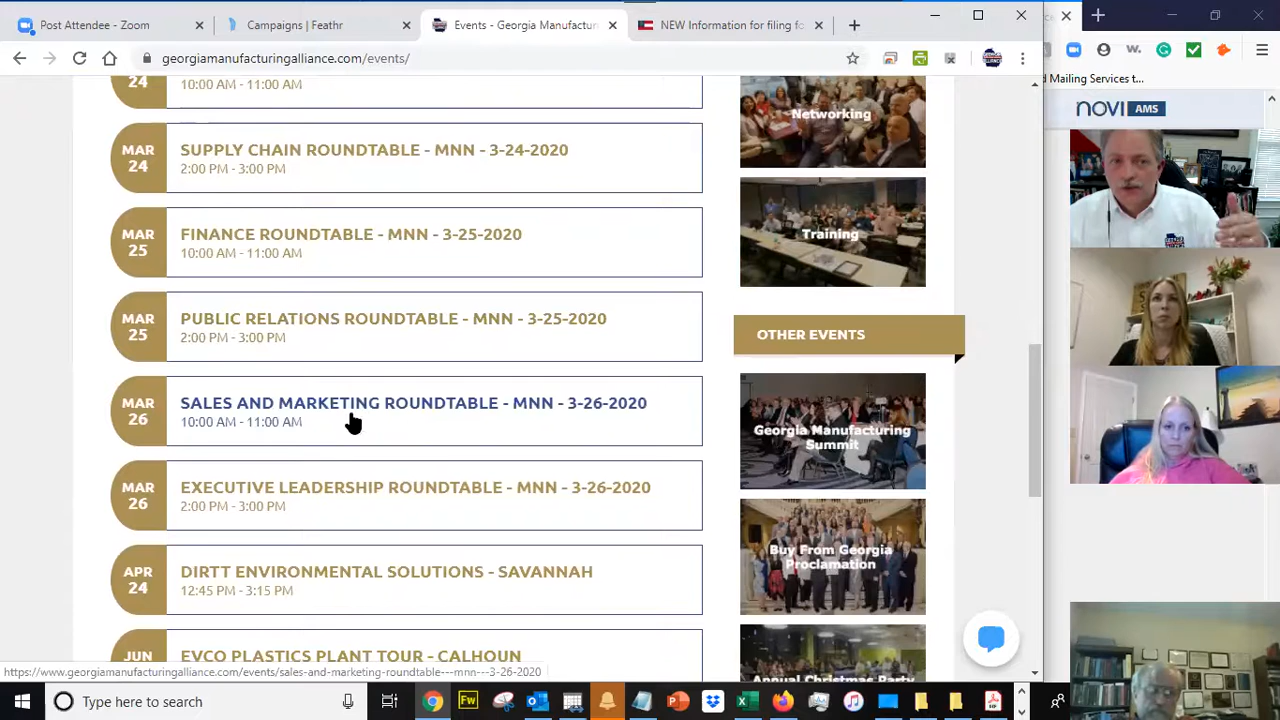 Post Attendee - Zoom
Campaigns | Feathr
Events - Georgia Manufacturin
NEW Information for filing fo
georgiamanufacturingalliance.com/events/
d Mailing Services t...
NOVI AMS
24
10:00 AM - 11:00 AM
MAR
24
SUPPLY CHAIN ROUNDTABLE - MNN - 3-24-2020
2:00 PM - 3:00 PM
MAR
25
FINANCE ROUNDTABLE - MNN - 3-25-2020
10:00 AM - 11:00 AM
MAR
25
PUBLIC RELATIONS ROUNDTABLE - MNN - 3-25-2020
2:00 PM - 3:00 PM
MAR
26
SALES AND MARKETING ROUNDTABLE - MNN - 3-26-2020
10:00 AM - 11:00 AM
MAR
26
EXECUTIVE LEADERSHIP ROUNDTABLE - MNN - 3-26-2020
2:00 PM - 3:00 PM
APR
24
DIRTT ENVIRONMENTAL SOLUTIONS - SAVANNAH
12:45 PM - 3:15 PM
JUN
EVCO PLASTICS PLANT TOUR - CALHOUN
Networking
Training
OTHER EVENTS
Georgia Manufacturing
Summit
Buy From Georgia
Proclamation
Annual Christmas Party
https://www.georgiamanufacturingalliance.com/events/sales-and-marketing-roundtable---mnn---3-26-2020
Type here to search